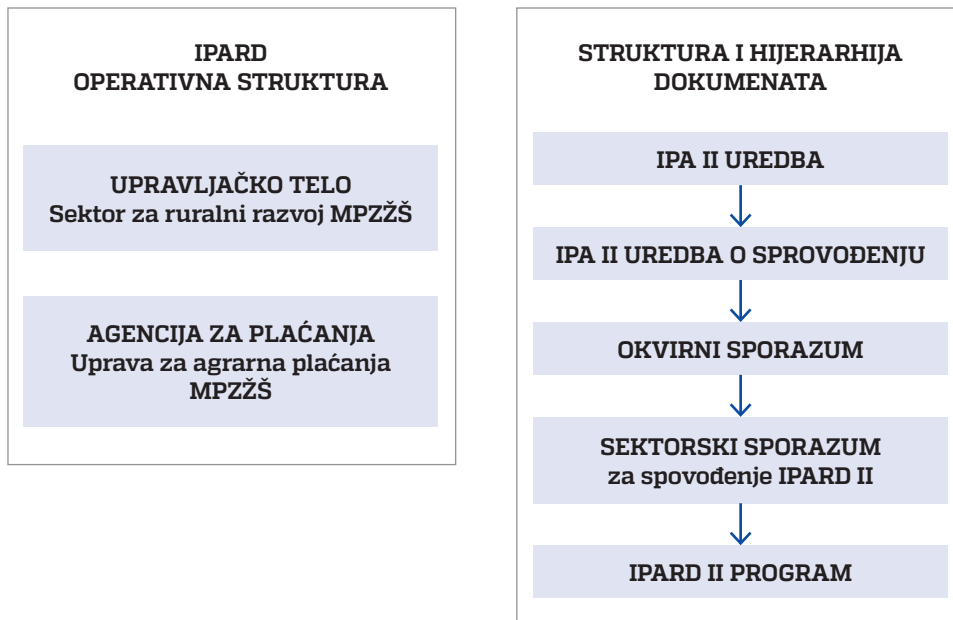 IPARD
OPERATIVNA STRUKTURA
UPRAVLJAČKO TELO
Sektor za ruralni razvoj MPZŽŠ
AGENCIJA ZA PLAĆANJA
Uprava za agrarna plaćanja
MPZŽŠ
STRUKTURA I HIJERARHIJA
DOKUMENATA
IPA II UREDBA
IPA II UREDBA O SPROVOĐENJU
OKVIRNI SPORAZUM
SEKTORSKI SPORAZUM
za spovođenje IPARD II
IPARD II PROGRAM